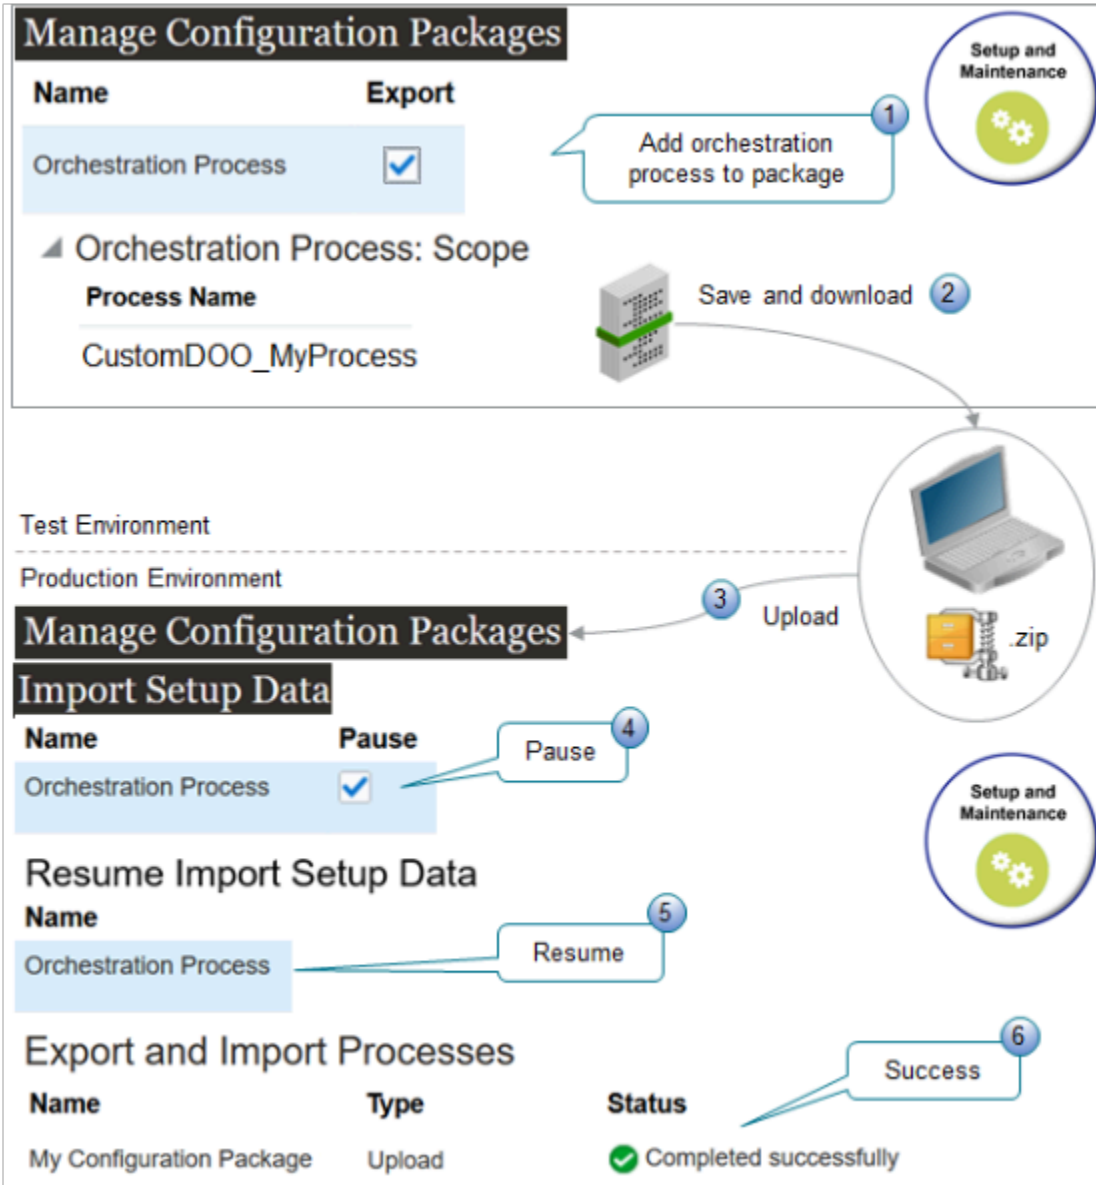 Manage Configuration Packages
Setup and
Maintenance
Name Export
1
Add orchestration
process to package
Orchestration Process
Orchestration Process: Scope
Process Name
Save and download 2
CustomDOO_MyProcess
Test Environment
Production Environment
3
Upload
Manage Configuration Packages
.zip
Import Setup Data
Name Pause
4
Pause
Orchestration Process
Setup and
Maintenance
Resume Import Setup Data
Name
5
Resume
Orchestration Process
Export and Import Processes
6
Success
Name Type Status
My Configuration Package Upload Completed successfully